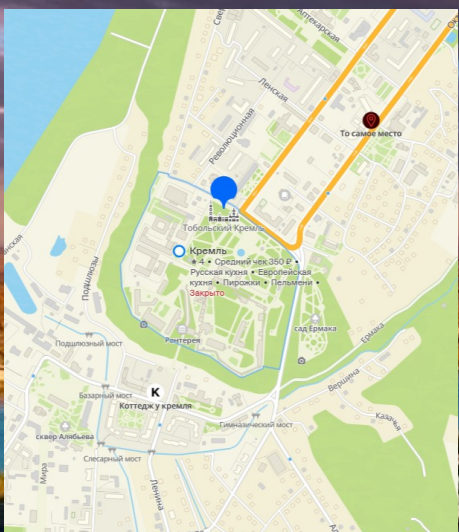 Аптекарская
Ленская
Революционная
То самое место
Тобольский Кремль
Кремль
★ 4 • Средний чек 350 ₽ •
Русская кухня • Европейская
кухня • Пирожки • Пельмени •
Закрыто
Подшлюзы
Рентерея
сад Ермака
Ермака
Подшлюзный мост
Базарный мост
К
Коттедж у кремля
Вершина
Казачья
Гимназический мост
сквер Алябьева
Слесарный мост
Мира
Ленина